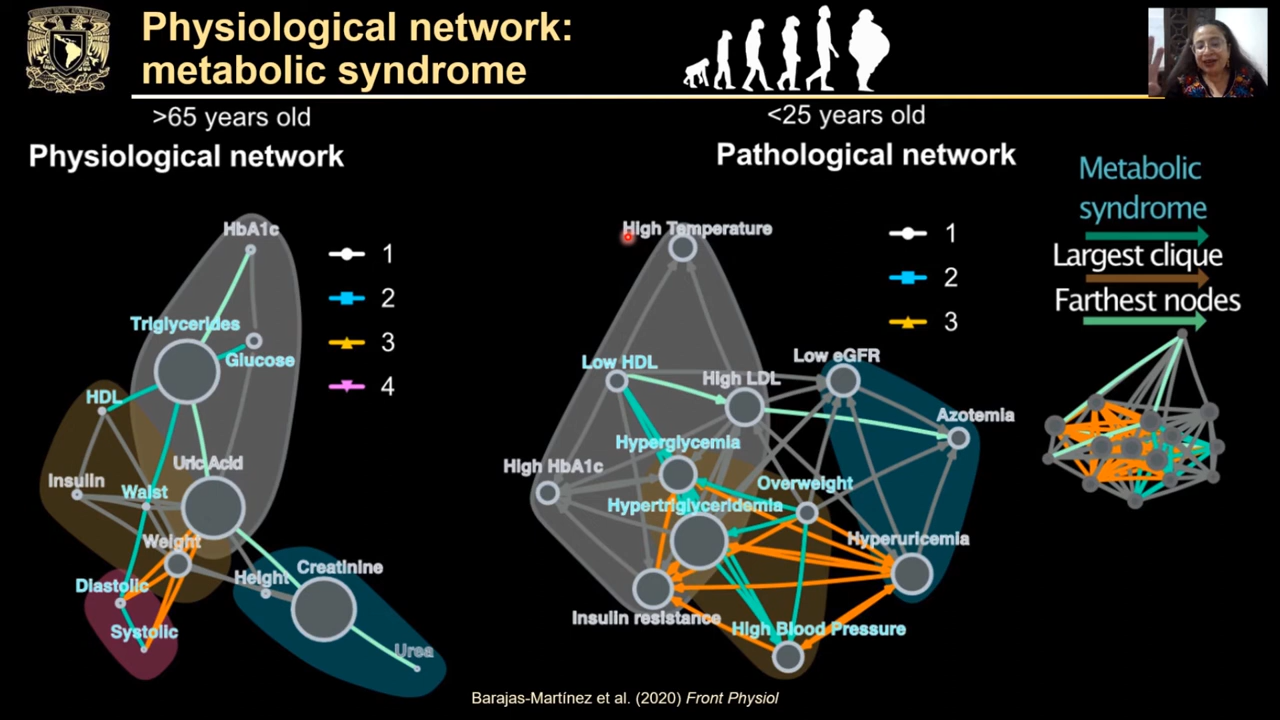 Physiological network:
metabolic syndrome
>65 years old
<25 years old
Physiological network
Pathological network
HbA1c
Triglycerides
Glucose
HDL
Insulin
Waist
Uric Acid
Weight
Diastolic
Systolic
Height
Creatinine
Urea
1
2
3
4
High Temperature
Low HDL
High LDL
Low eGFR
Azotemia
Hyperglycemia
High HbA1c
Overweight
Hypertriglyceridemia
Hyperuricemia
Insulin resistance
High Blood Pressure
1
2
3
Metabolic
syndrome
Largest clique
Farthest nodes
Barajas-Martínez et al. (2020) Front Physiol